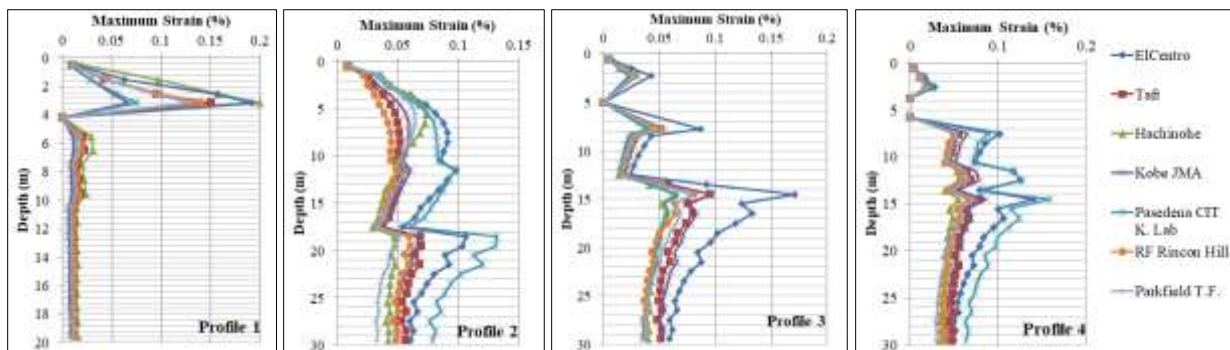 Maximum Strain (%)
0 0.05 0.1 0.15 0.2
Depth (m)
0
2
4
6
8
10
12
14
16
18
20
Profile 1
Maximum Strain (%)
0 0.05 0.1 0.15
Depth (m)
0
5
10
15
20
25
30
Profile 2
Maximum Strain (%)
0 0.05 0.1 0.15 0.2
Depth (m)
0
5
10
15
20
25
30
Profile 3
Maximum Strain (%)
0 0.1 0.2
Depth (m)
0
5
10
15
20
25
30
Profile 4
ElCentro
Taft
Hachinohe
Kobe JMA
Pasedena CIT
K. Lab
RF Rincon Hill
Parkfield T.F.